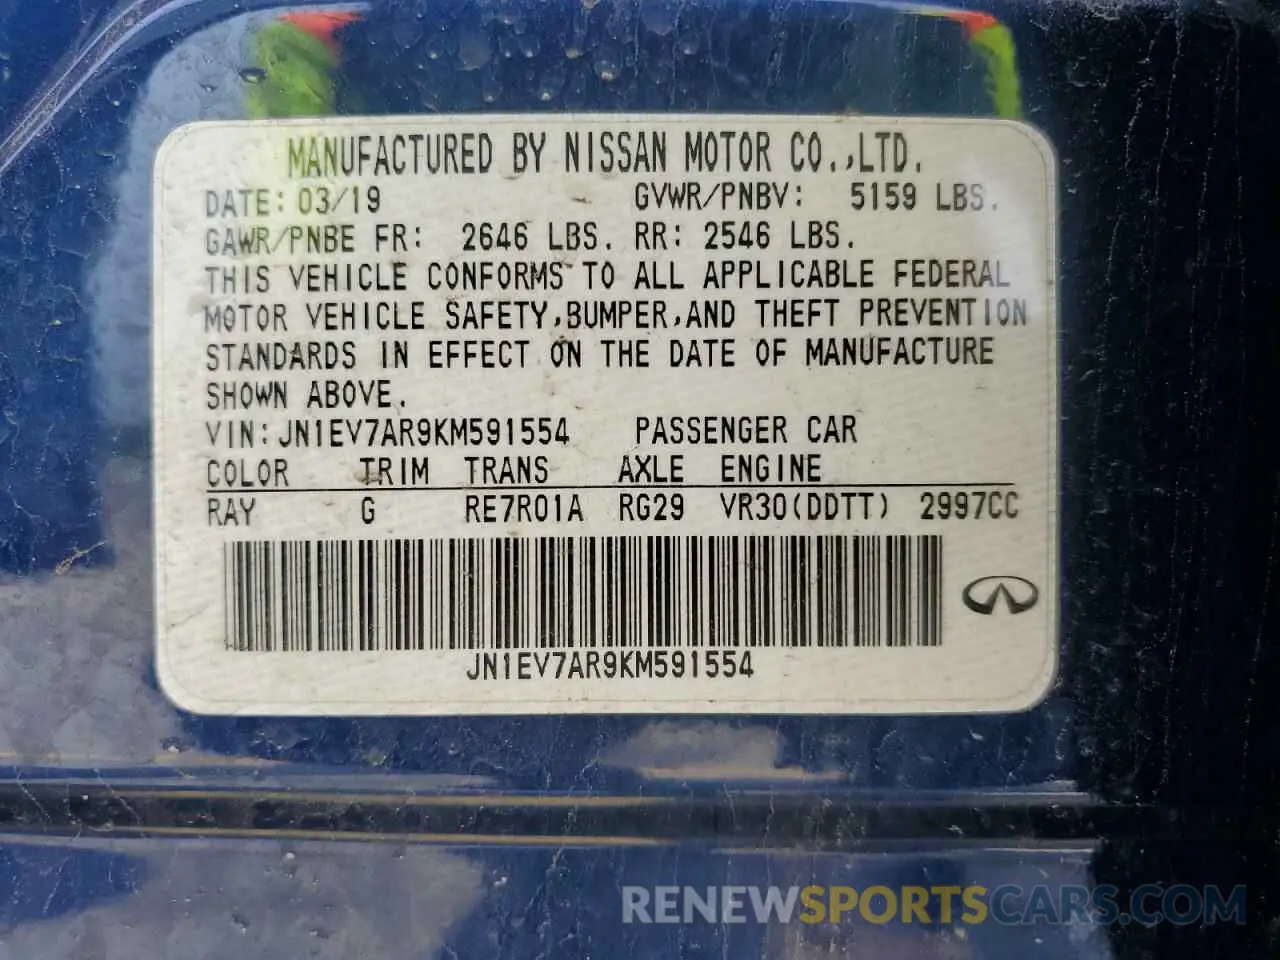 MANUFACTURED BY NISSAN MOTOR CO.,LTD.
DATE: 03/19 GVWR/PNBV: 5159 LBS.
GAWR/PNBE FR: 2646 LBS. RR: 2546 LBS.
THIS VEHICLE CONFORMS TO ALL APPLICABLE FEDERAL
MOTOR VEHICLE SAFETY,BUMPER,AND THEFT PREVENTION
STANDARDS IN EFFECT ON THE DATE OF MANUFACTURE
SHOWN ABOVE.
VIN: JN1EV7AR9KM591554 PASSENGER CAR
COLOR TRIM TRANS AXLE ENGINE
RAY G RE7R01A RG29 VR30(DDTT) 2997CC
JN1EV7AR9KM591554
RENEWSPORTSCARS.COM